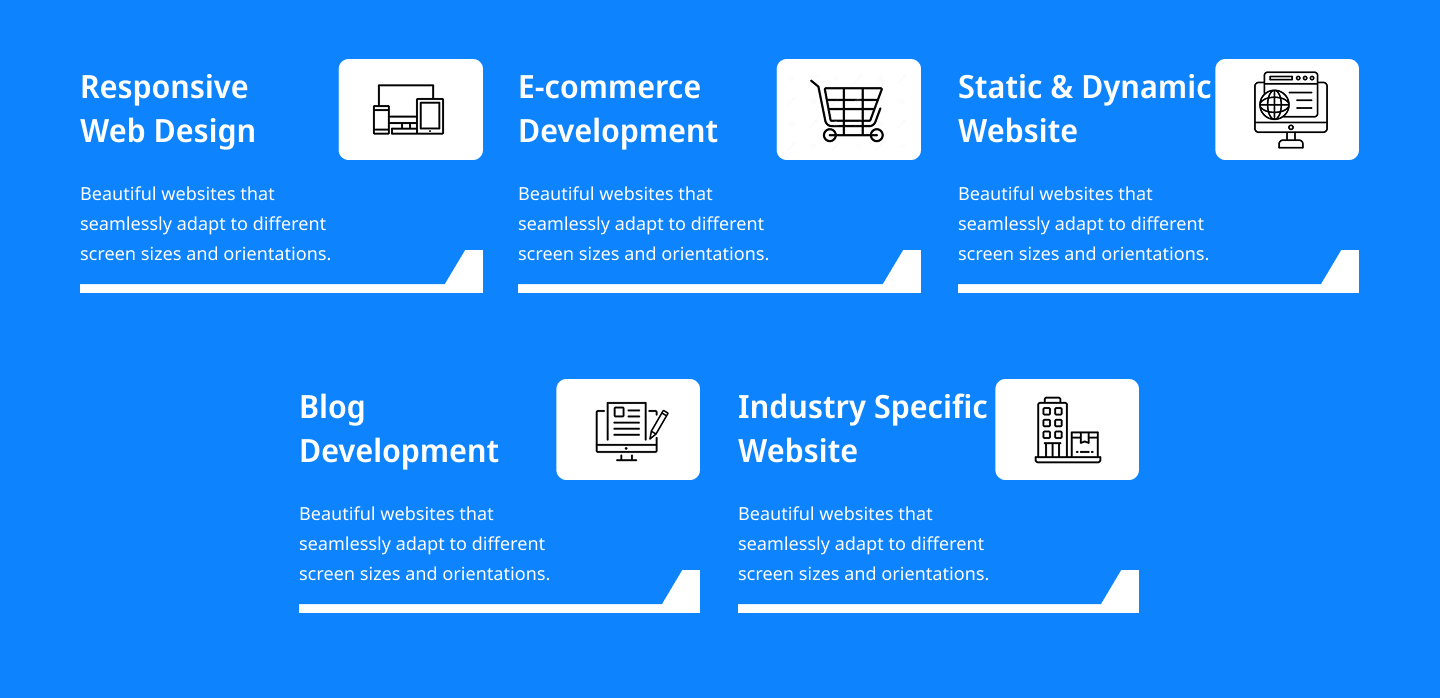 Responsive
Web Design
Beautiful websites that
seamlessly adapt to different
screen sizes and orientations.
E-commerce
Development
Beautiful websites that
seamlessly adapt to different
screen sizes and orientations.
Static & Dynamic
Website
Beautiful websites that
seamlessly adapt to different
screen sizes and orientations.
Blog
Development
Beautiful websites that
seamlessly adapt to different
screen sizes and orientations.
Industry Specific
Website
Beautiful websites that
seamlessly adapt to different
screen sizes and orientations.